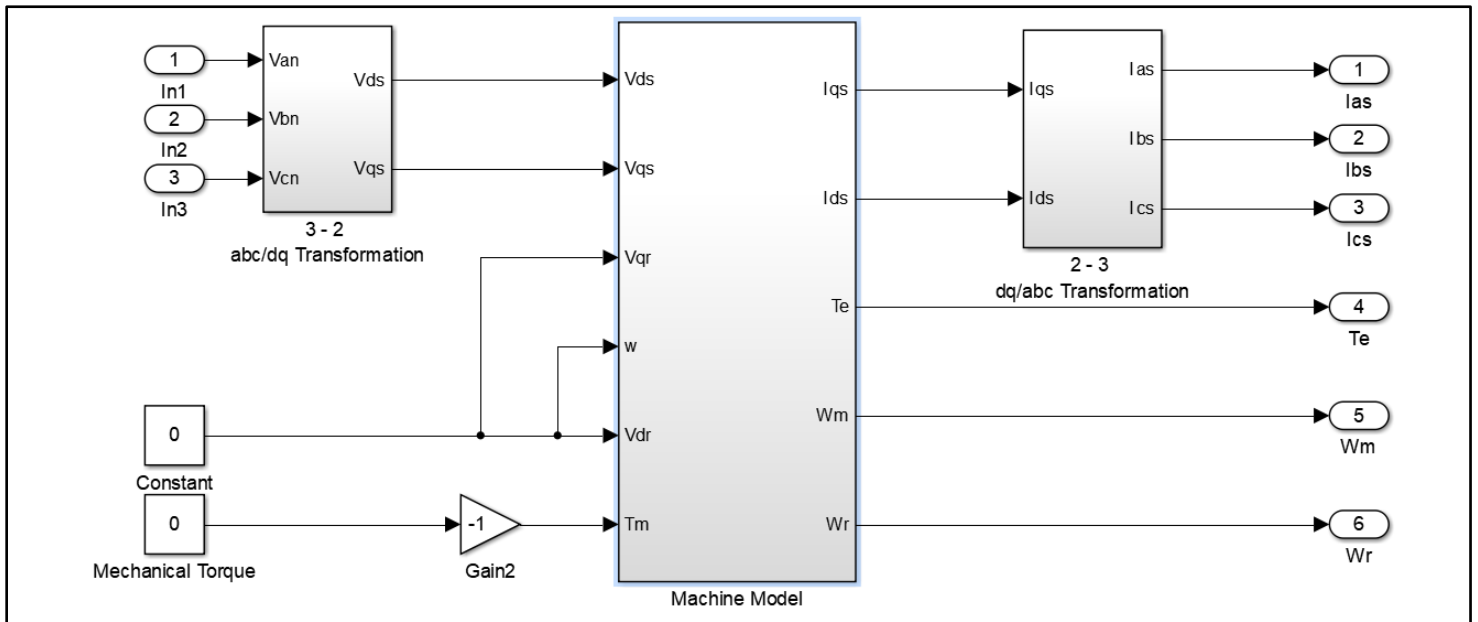 1
In1
2
In2
3
In3
Van
Vbn
Vcn
Vds
Vqs
3 - 2
abc/dq Transformation
0
Constant
0
Mechanical Torque
-1
Gain2
Vds
Vqs
Vqr
w
Vdr
Tm
Iqs
Ids
Te
Wm
Wr
Machine Model
Iqs
Ids
Ias
Ibs
Ics
2 - 3
dq/abc Transformation
1
Ias
2
Ibs
3
Ics
4
Te
5
Wm
6
Wr